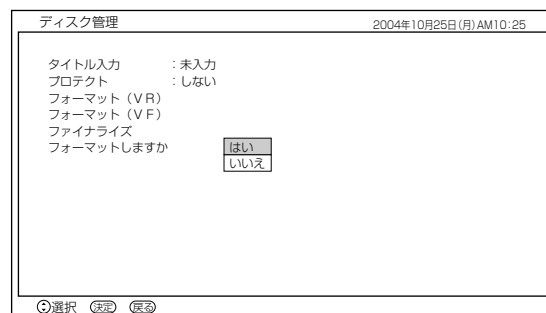 ディスク管理 2004年10月25日(月)AM10:25
タイトル入力 :未入力
プロテクト :しない
フォーマット(VR)
フォーマット(VF)
ファイナライズ
フォーマットしますか はい
いいえ
選択 決定 戻る